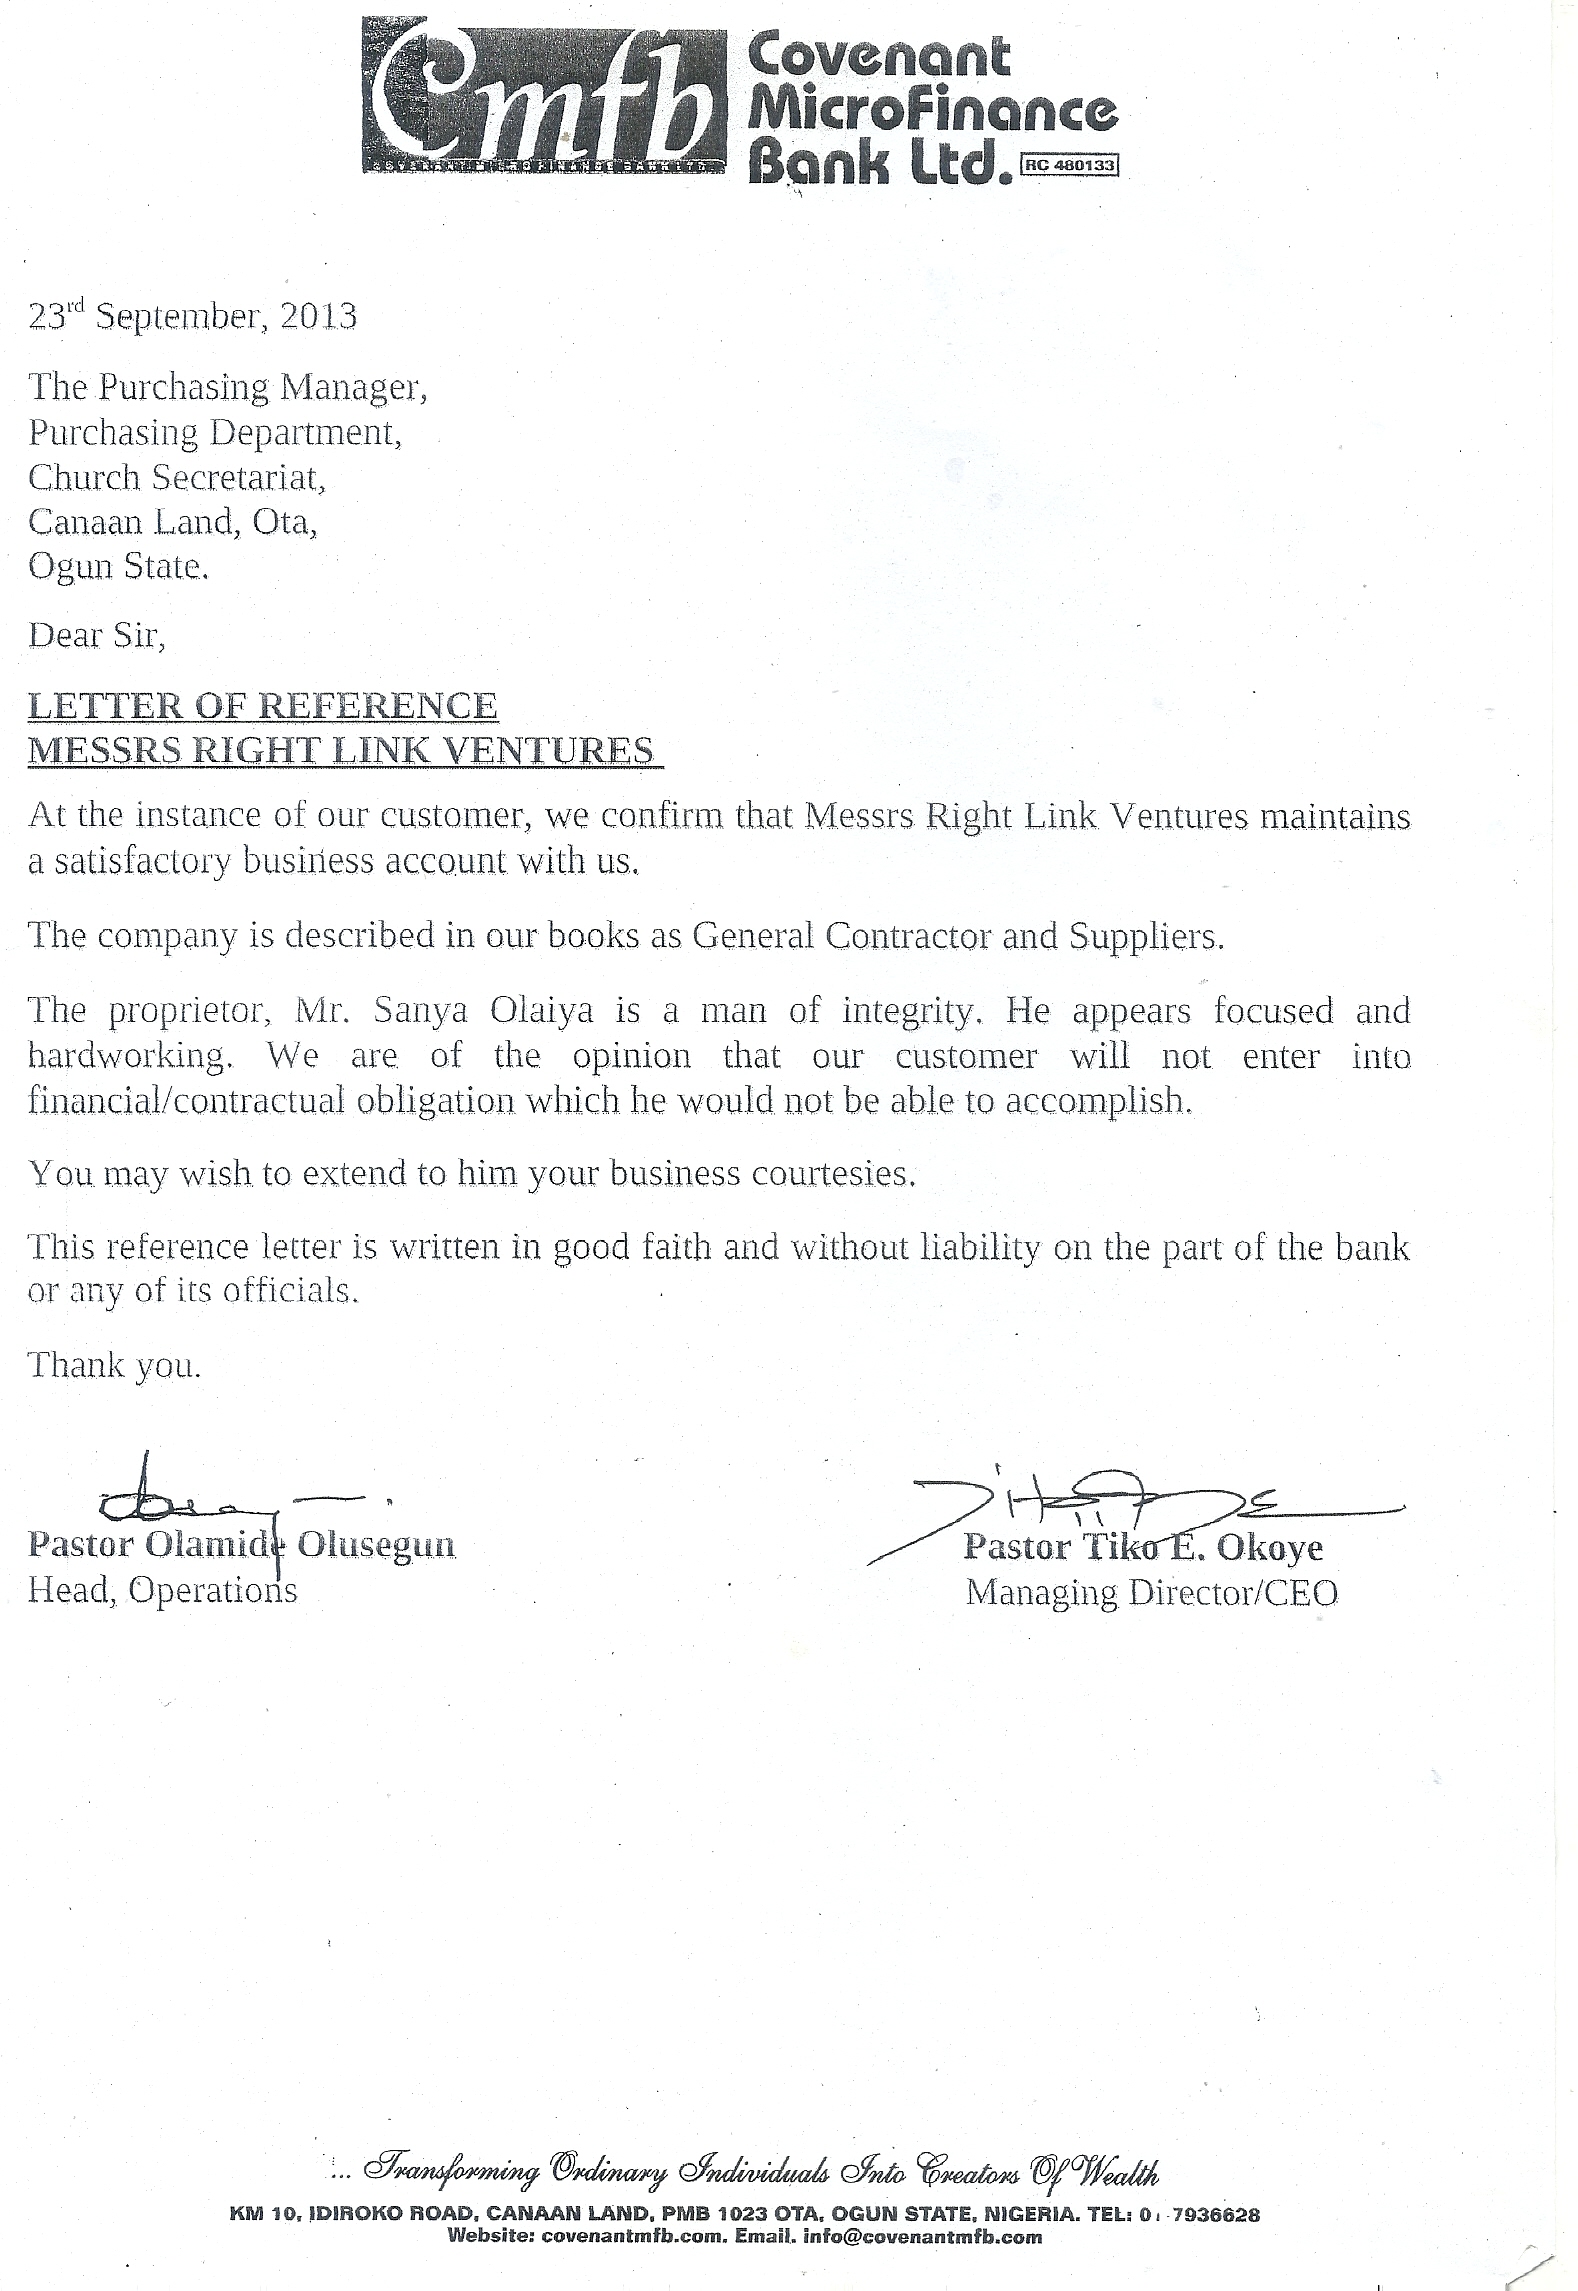 Cmfb
Covenant
MicroFinance
Bank Ltd. RC 480133
23rd September, 2013
The Purchasing Manager,
Purchasing Department,
Church Secretariat,
Canaan Land, Ota,
Ogun State.
Dear Sir,
LETTER OF REFERENCE
MESSRS RIGHT LINK VENTURES
At the instance of our customer, we confirm that Messrs Right Link Ventures maintains
a satisfactory business account with us.
The company is described in our books as General Contractor and Suppliers.
The proprietor, Mr. Sanya Olaiya is a man of integrity. He appears focused and
hardworking. We are of the opinion that our customer will not enter into
financial/contractual obligation which he would not be able to accomplish.
You may wish to extend to him your business courtesies.
This reference letter is written in good faith and without liability on the part of the bank
or any of its officials.
Thank you.
Pastor Olamide Olusegun
Head, Operations
Pastor Tiko E. Okoye
Managing Director/CEO
... Transforming Ordinary Individuals Into Creators Of Wealth
KM 10, IDIROKO ROAD, CANAAN LAND, PMB 1023 OTA, OGUN STATE, NIGERIA. TEL: 7936628
Website: covenantmfb.com. Email. info@covenantmfb.com